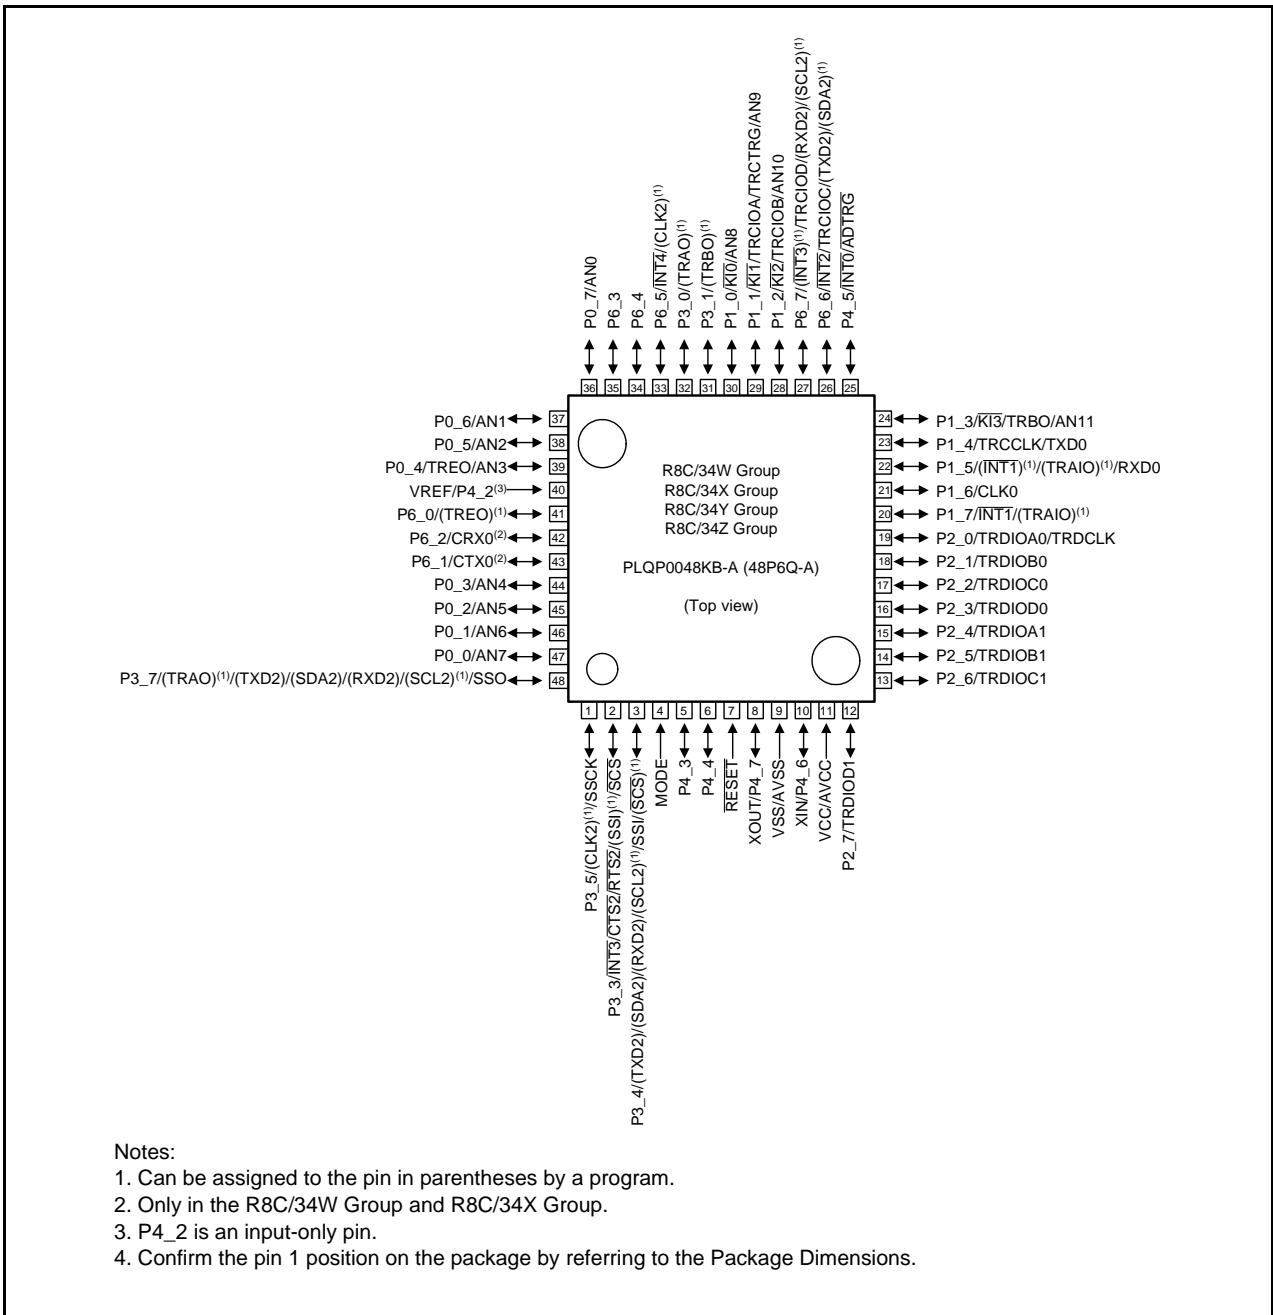 P0_7/AN0
P6_3
P6_4
P6_5/INT4/(CLK2)(1)
P3_0/(TRAO)(1)
P3_1/(TRBO)(1)
P1_0/KI0/AN8
P1_1/KI1/TRCIOA/TRCTRG/AN9
P1_2/KI2/TRCIOB/AN10
P6_7/(INT3)(1)/TRCIOD/(RXD2)/(SCL2)(1)
P6_6/INT2/TRCIOC/(TXD2)/(SDA2)(1)
P4_5/INT0/ADTRG
36 35 34 33 32 31 30 29 28 27 26 25
P0_6/AN1 37
P0_5/AN2 38
P0_4/TREO/AN3 39
VREF/P4_2(3) 40
P6_0/(TREO)(1) 41
P6_2/CRX0(2) 42
P6_1/CTX0(2) 43
P0_3/AN4 44
P0_2/AN5 45
P0_1/AN6 46
P0_0/AN7 47
P3_7/(TRAO)(1)/(TXD2)/(SDA2)/(RXD2)/(SCL2)(1)/SSO 48
R8C/34W Group
R8C/34X Group
R8C/34Y Group
R8C/34Z Group
PLQP0048KB-A (48P6Q-A)
(Top view)
24 P1_3/KI3/TRBO/AN11
23 P1_4/TRCCLK/TXD0
22 P1_5/(INT1)(1)/(TRAIO)(1)/RXD0
21 P1_6/CLK0
20 P1_7/INT1/(TRAIO)(1)
19 P2_0/TRDIOA0/TRDCLK
18 P2_1/TRDIOB0
17 P2_2/TRDIOC0
16 P2_3/TRDIOD0
15 P2_4/TRDIOA1
14 P2_5/TRDIOB1
13 P2_6/TRDIOC1
1 2 3 4 5 6 7 8 9 10 11 12
P3_5/(CLK2)(1)/SSCK
P3_3/INT3/CTS2/RTS2/(SSI)(1)/SCS
P3_4/(TXD2)/(SDA2)/(RXD2)/(SCL2)(1)/SSI/(SCS)(1)
MODE
P4_3
P4_4
RESET
XOUT/P4_7
VSS/AVSS
XIN/P4_6
VCC/AVCC
P2_7/TRDIOD1
Notes:
1. Can be assigned to the pin in parentheses by a program.
2. Only in the R8C/34W Group and R8C/34X Group.
3. P4_2 is an input-only pin.
4. Confirm the pin 1 position on the package by referring to the Package Dimensions.